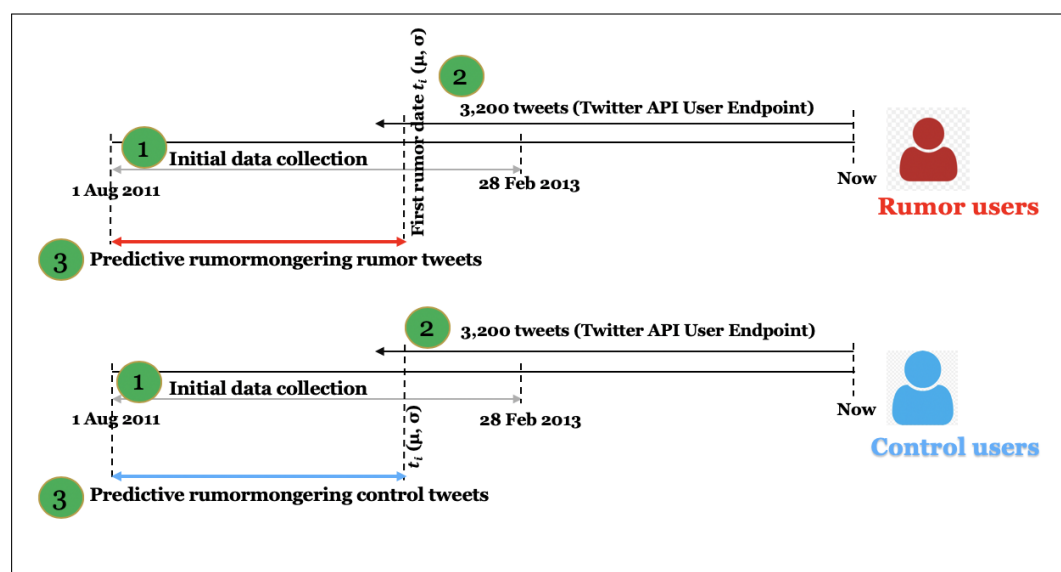 First rumor date tᵢ (μ, σ)
2
3,200 tweets (Twitter API User Endpoint)
1
Initial data collection
1 Aug 2011
28 Feb 2013
Now
Rumor users
3
Predictive rumormongering rumor tweets
2
3,200 tweets (Twitter API User Endpoint)
1
Initial data collection
1 Aug 2011
28 Feb 2013
Now
tᵢ (μ, σ)
Control users
3
Predictive rumormongering control tweets